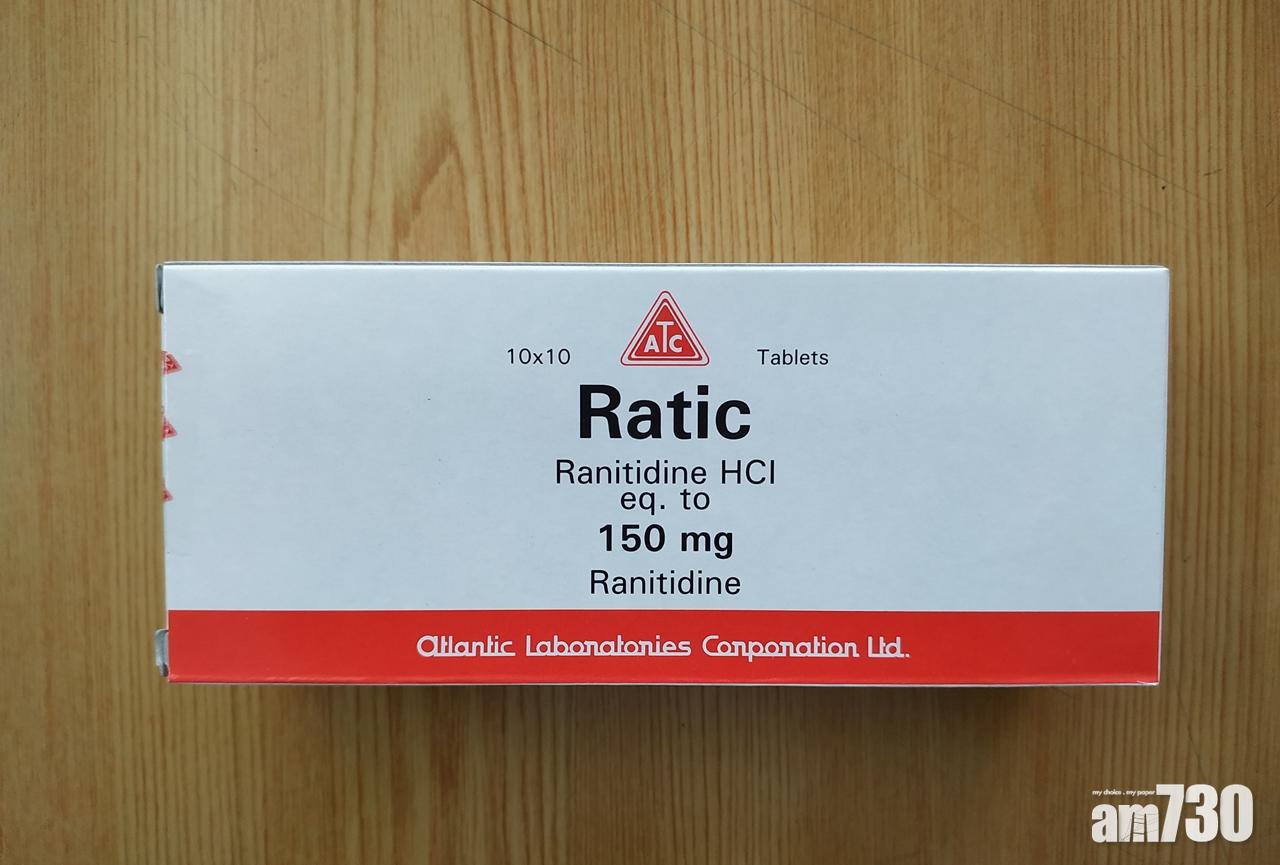 ATC
10x10 Tablets
Ratic
Ranitidine HCl
eq. to
150 mg
Ranitidine
Atlantic Laboratories Corporation Ltd.
my choice . my paper
am730